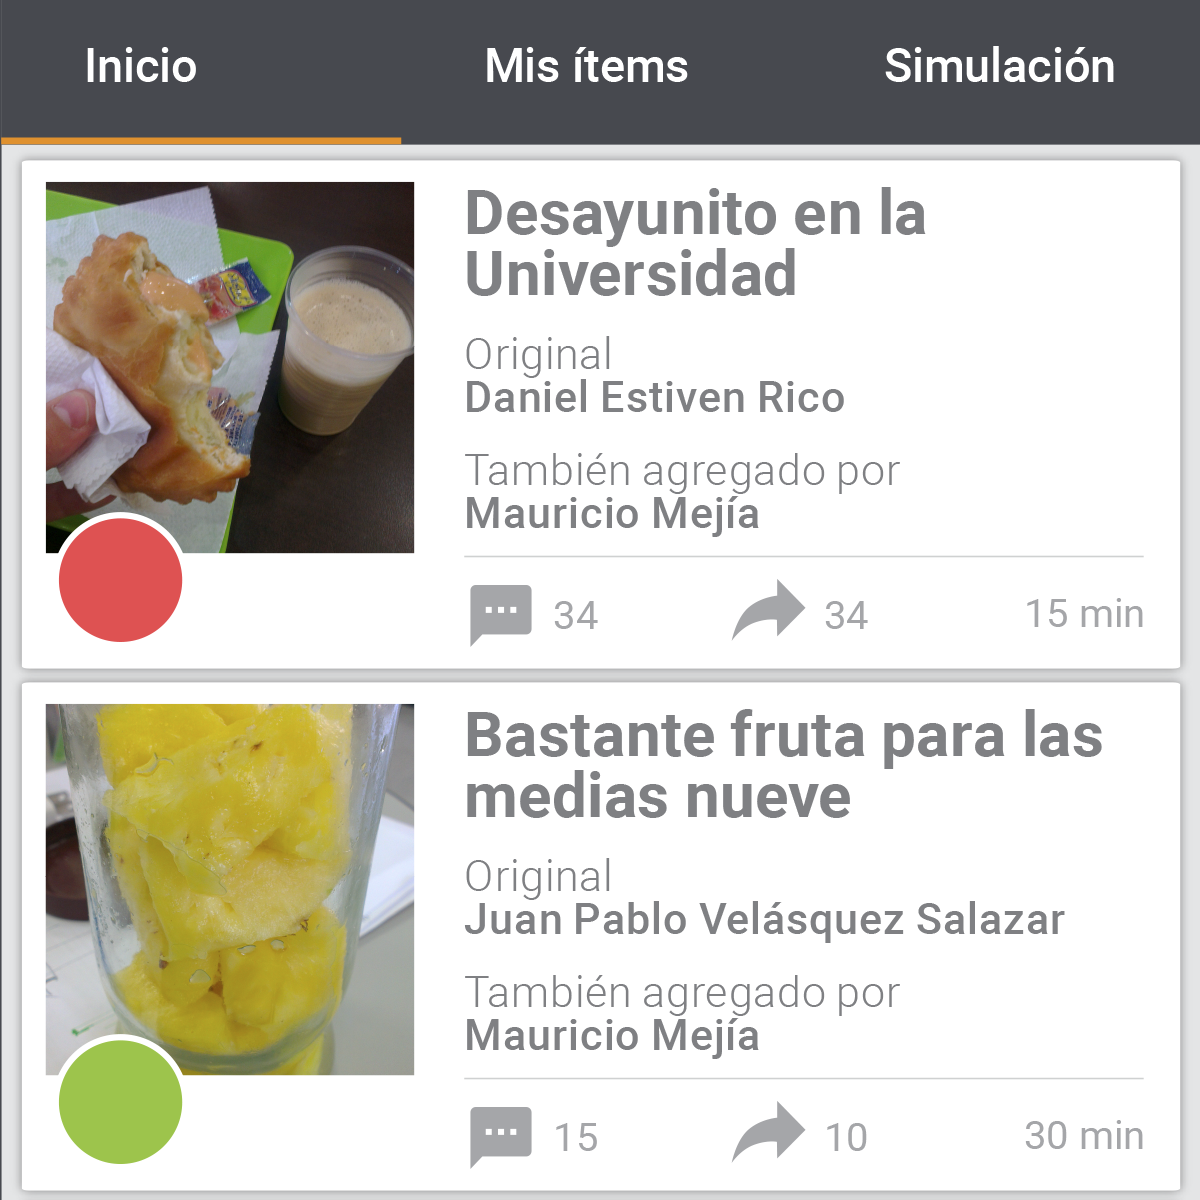 Inicio
Mis ítems
Simulación
Desayunito en la
Universidad
Original
Daniel Estiven Rico
También agregado por
Mauricio Mejía
34
34
15 min
Bastante fruta para las
medias nueve
Original
Juan Pablo Velásquez Salazar
También agregado por
Mauricio Mejía
15
10
30 min